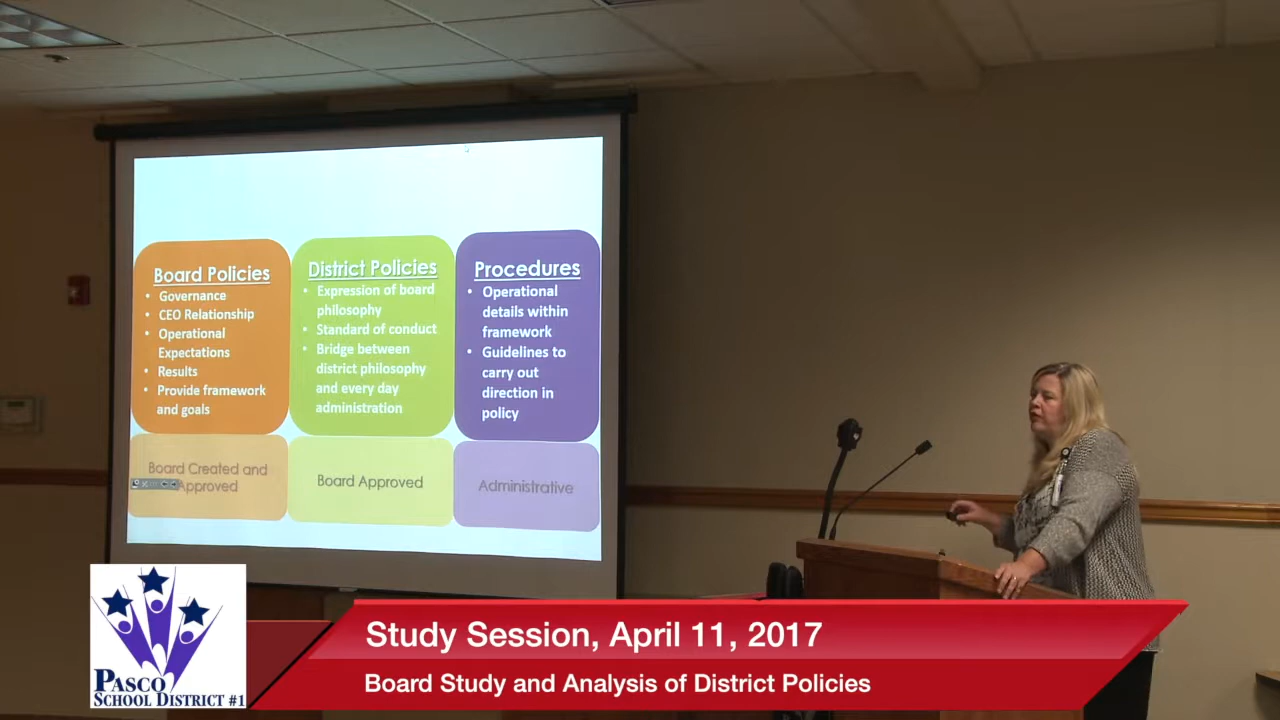 Board Policies
• Governance
• CEO Relationship
• Operational
Expectations
• Results
• Provide framework
and goals
Board Created and
Approved
District Policies
• Expression of board
philosophy
• Standard of conduct
• Bridge between
district philosophy
and every day
administration
Board Approved
Procedures
• Operational
details within
framework
• Guidelines to
carry out
direction in
policy
Administrative
PASCO
SCHOOL DISTRICT #1
Study Session, April 11, 2017
Board Study and Analysis of District Policies